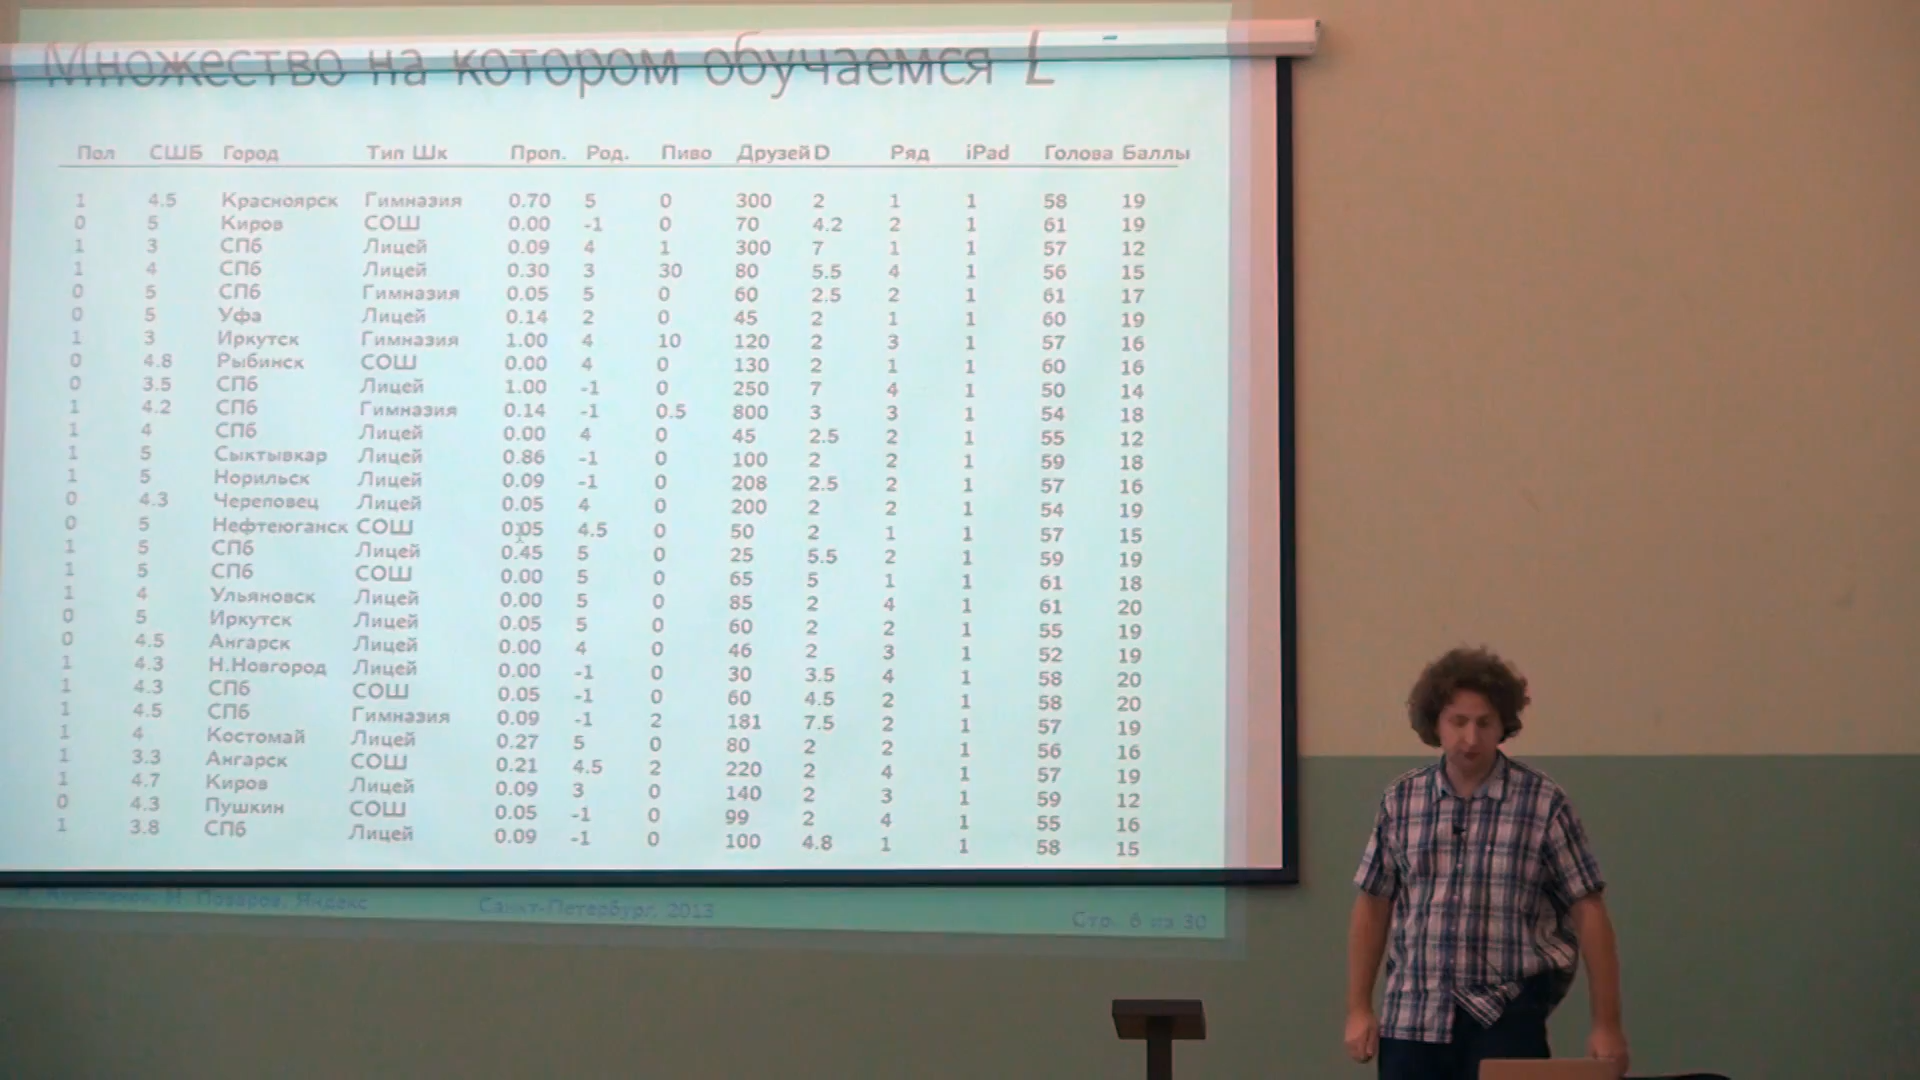 Множество на котором обучаемся L
Пол СШБ Город Тип Шк Проп. Род. Пиво Друзей D Ряд iPad Голова Баллы
1 4.5 Красноярск Гимназия 0.70 5 0 300 2 1 1 58 19
0 5 Киров СОШ 0.00 -1 0 70 4.2 2 1 61 19
1 3 СПб Лицей 0.09 4 1 300 7 1 1 57 12
1 4 СПб Лицей 0.30 3 30 80 5.5 4 1 56 15
0 5 СПб Гимназия 0.05 5 0 60 2.5 2 1 61 17
0 5 Уфа Лицей 0.14 2 0 45 2 1 1 60 19
1 3 Иркутск Гимназия 1.00 4 10 120 2 3 1 57 16
0 4.8 Рыбинск СОШ 0.00 4 0 130 2 1 1 60 16
0 3.5 СПб Лицей 1.00 -1 0 250 7 4 1 50 14
1 4.2 СПб Гимназия 0.14 -1 0.5 800 3 3 1 54 18
1 4 СПб Лицей 0.00 4 0 45 2.5 2 1 55 12
1 5 Сыктывкар Лицей 0.86 -1 0 100 2 2 1 59 18
1 5 Норильск Лицей 0.09 -1 0 208 2.5 2 1 57 16
0 4.3 Череповец Лицей 0.05 4 0 200 2 2 1 54 19
0 5 Нефтеюганск СОШ 0.05 4.5 0 50 2 1 1 57 15
1 5 СПб Лицей 0.45 5 0 25 5.5 2 1 59 19
1 5 СПб СОШ 0.00 5 0 65 5 1 1 61 18
1 4 Ульяновск Лицей 0.00 5 0 85 2 4 1 61 20
0 5 Иркутск Лицей 0.05 5 0 60 2 2 1 55 19
0 4.5 Ангарск Лицей 0.00 4 0 46 2 3 1 52 19
1 4.3 Н.Новгород Лицей 0.00 -1 0 30 3.5 4 1 58 20
1 4.3 СПб СОШ 0.05 -1 0 60 4.5 2 1 58 20
1 4.5 СПб Гимназия 0.09 -1 2 181 7.5 2 1 57 19
1 4 Костомай Лицей 0.27 5 0 80 2 2 1 56 16
1 3.3 Ангарск СОШ 0.21 4.5 2 220 2 4 1 57 19
1 4.7 Киров Лицей 0.09 3 0 140 2 3 1 59 12
0 4.3 Пушкин СОШ 0.05 -1 0 99 2 4 1 55 16
1 3.8 СПб Лицей 0.09 -1 0 100 4.8 1 1 58 15
Яндекс Санкт-Петербург, 2013 Стр. 6 из 30